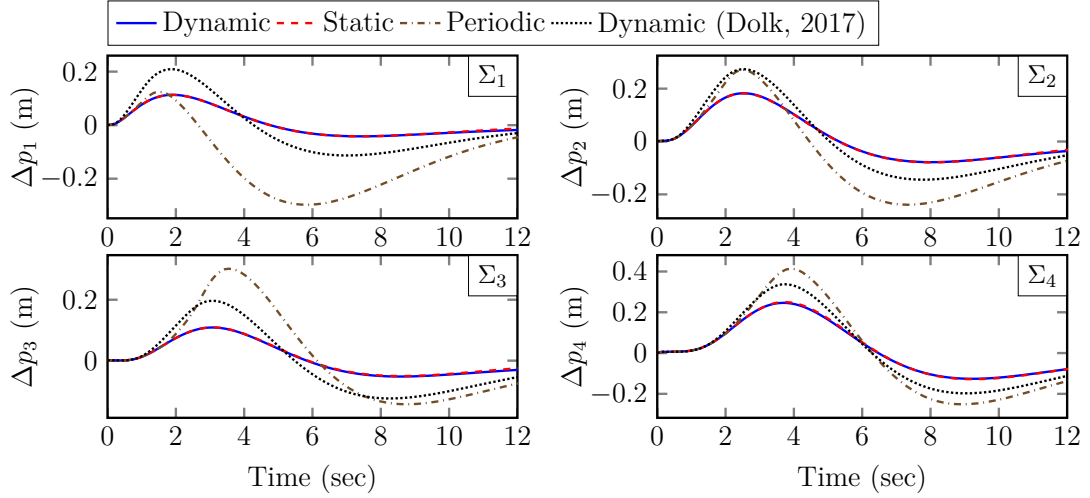 Dynamic Static Periodic Dynamic (Dolk, 2017)
Δp₁ (m)
0.2
0
−0.2
Σ₁
0 2 4 6 8 10 12
Δp₂ (m)
0.2
0
−0.2
Σ₂
0 2 4 6 8 10 12
Δp₃ (m)
0.2
0
Σ₃
0 2 4 6 8 10 12
Time (sec)
Δp₄ (m)
0.4
0.2
0
−0.2
Σ₄
0 2 4 6 8 10 12
Time (sec)